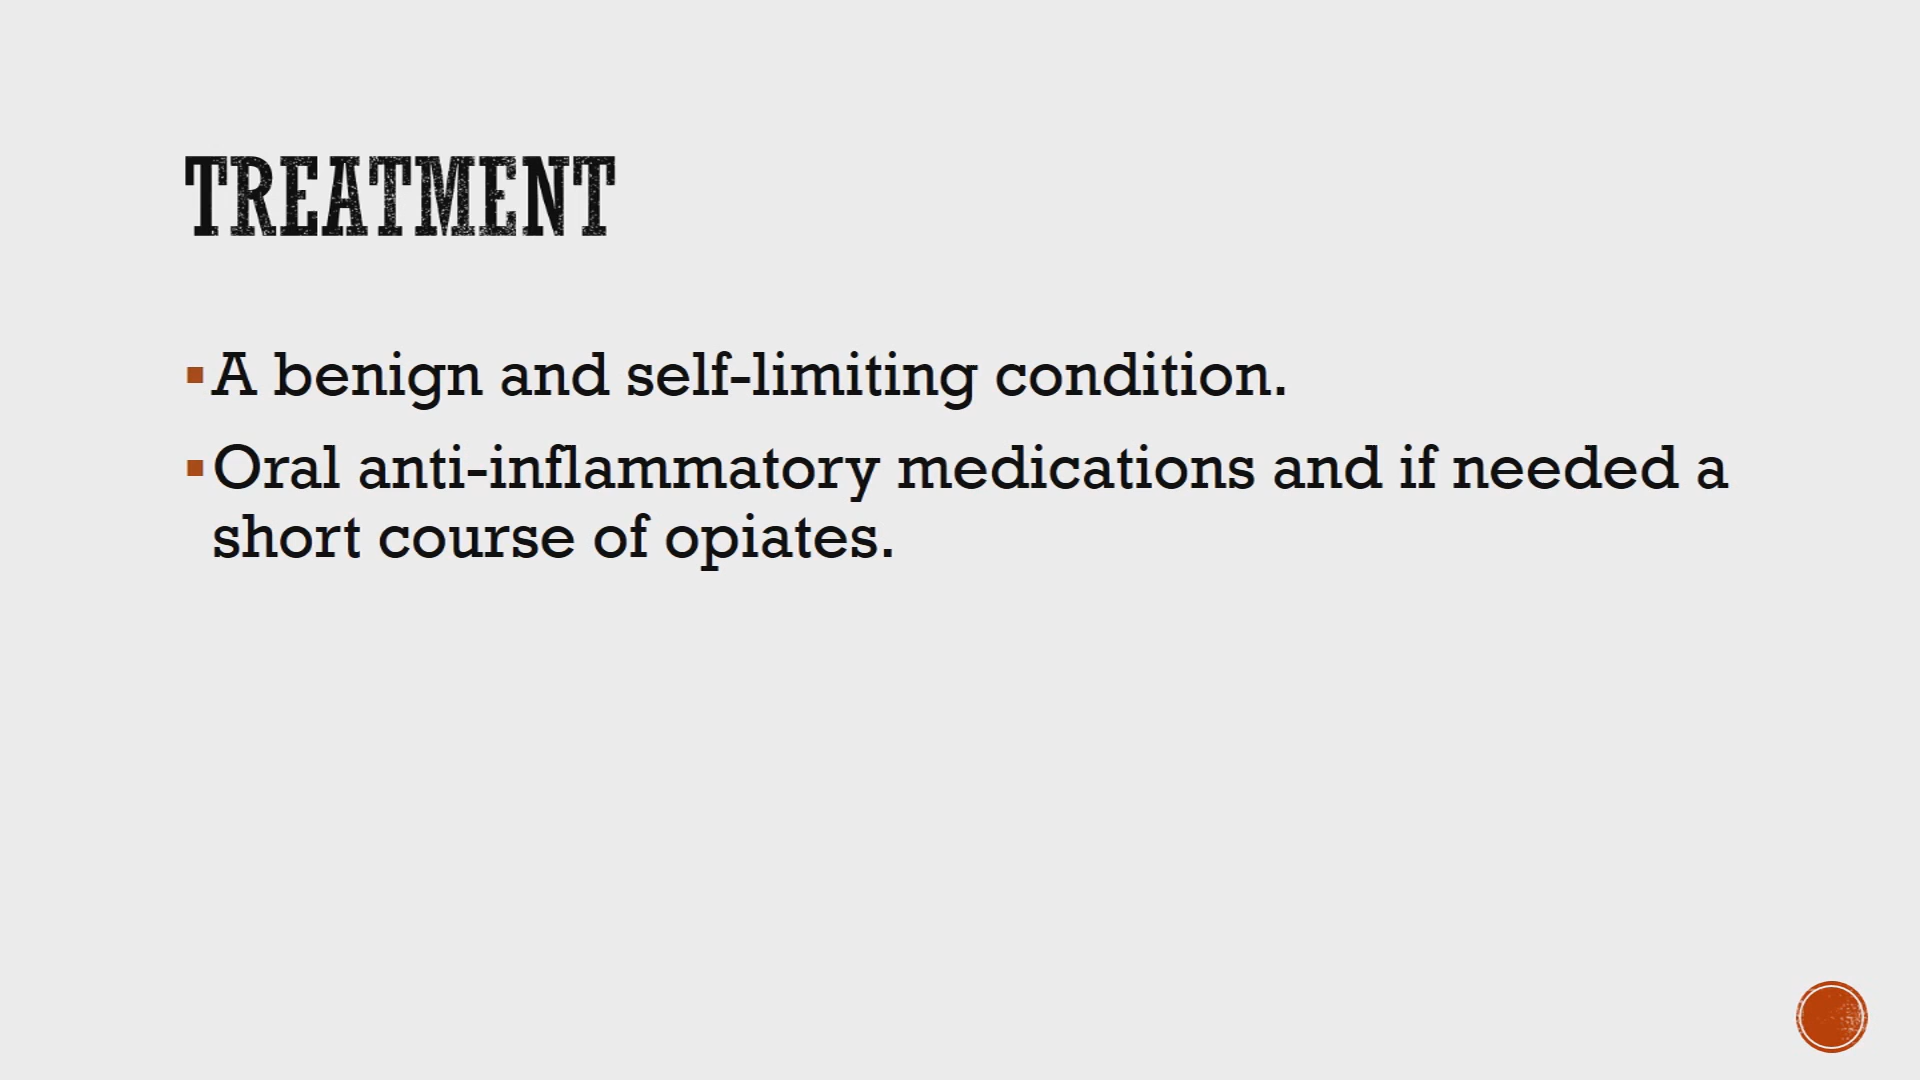 TREATMENT
▪A benign and self-limiting condition.
▪Oral anti-inflammatory medications and if needed a
short course of opiates.